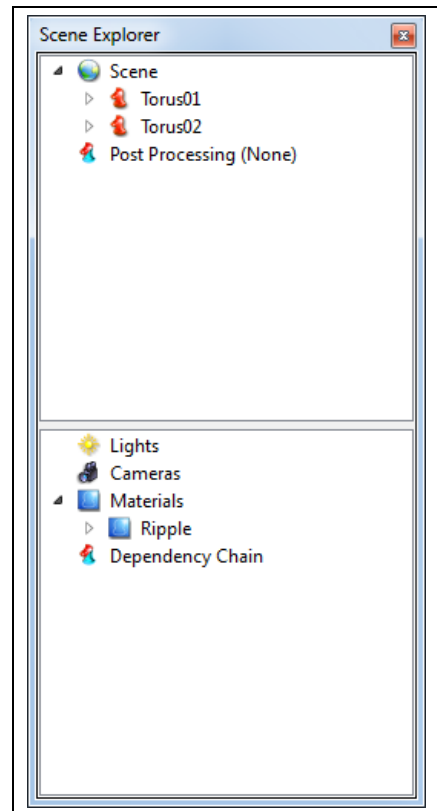 Scene Explorer
Scene
Torus01
Torus02
Post Processing (None)
Lights
Cameras
Materials
Ripple
Dependency Chain